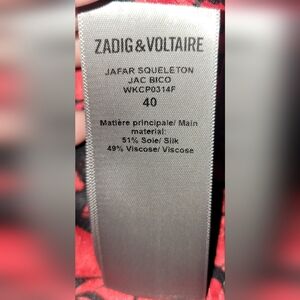 ZADIG & VOLTAIRE
JAFAR SQUELETON
JAC BICO
WKCP0314F
40
Matière principale/ Main
material:
51% Soie/ Silk
49% Viscose/ Viscose